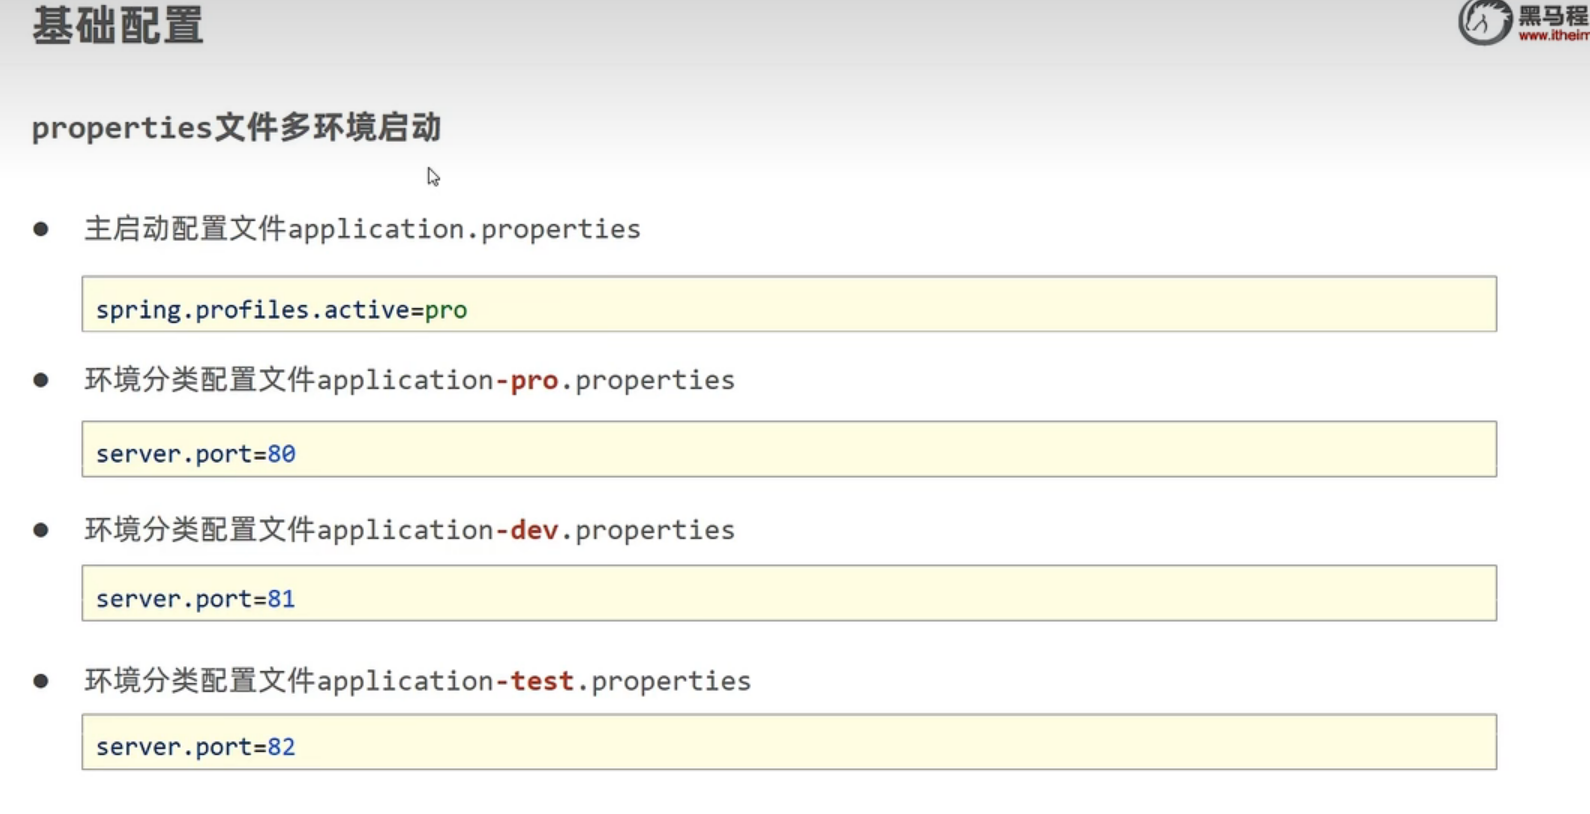 基础配置
黑马程
www.itheim
properties文件多环境启动
● 主启动配置文件application.properties
spring.profiles.active=pro
● 环境分类配置文件application-pro.properties
server.port=80
● 环境分类配置文件application-dev.properties
server.port=81
● 环境分类配置文件application-test.properties
server.port=82